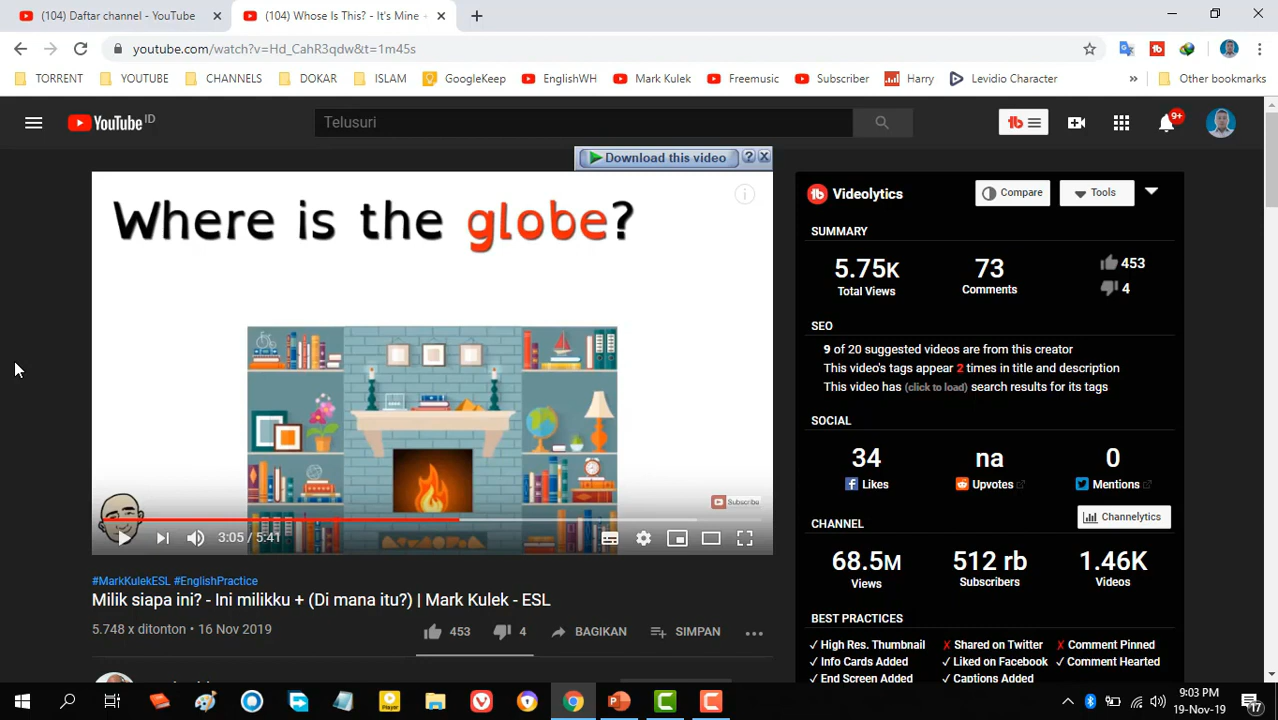 (104) Daftar channel - YouTube
(104) Whose Is This? - It's Mine
youtube.com/watch?v=Hd_CahR3qdw&t=1m45s
TORRENT
YOUTUBE
CHANNELS
DOKAR
ISLAM
GoogleKeep
EnglishWH
Mark Kulek
Freemusic
Subscriber
Harry
Levidio Character
»
Other bookmarks
YouTube ID
Telusuri
9+
Download this video
?
Where is the globe?
Subscribe
3:05 / 5:41
#MarkKulekESL #EnglishPractice
Milik siapa ini? - Ini milikku + (Di mana itu?) | Mark Kulek - ESL
5.748 x ditonton • 16 Nov 2019
453
4
BAGIKAN
SIMPAN
Videolytics
Compare
Tools
SUMMARY
5.75K
Total Views
73
Comments
453
4
SEO
9 of 20 suggested videos are from this creator
This video's tags appear 2 times in title and description
This video has (click to load) search results for its tags
SOCIAL
34
Likes
na
Upvotes
0
Mentions
CHANNEL
Channelytics
68.5M
Views
512 rb
Subscribers
1.46K
Videos
BEST PRACTICES
✓ High Res. Thumbnail
✗ Shared on Twitter
✗ Comment Pinned
✓ Info Cards Added
✓ Liked on Facebook
✓ Comment Hearted
✓ End Screen Added
✓ Captions Added
Player
9:03 PM
19-Nov-19
17